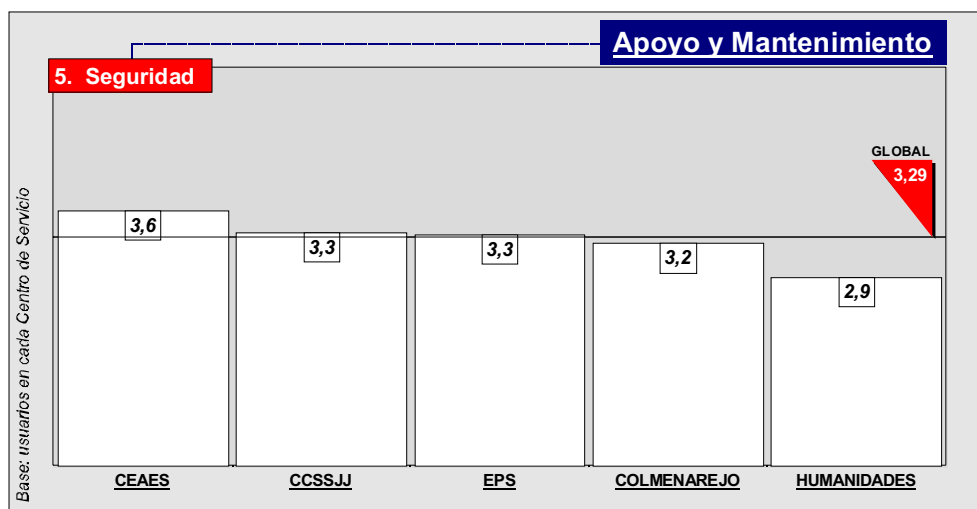 Apoyo y Mantenimiento
5. Seguridad
GLOBAL
3,29
3,6
3,3
3,3
3,2
2,9
Base: usuarios en cada Centro de Servicio
CEAES
CCSSJJ
EPS
COLMENAREJO
HUMANIDADES